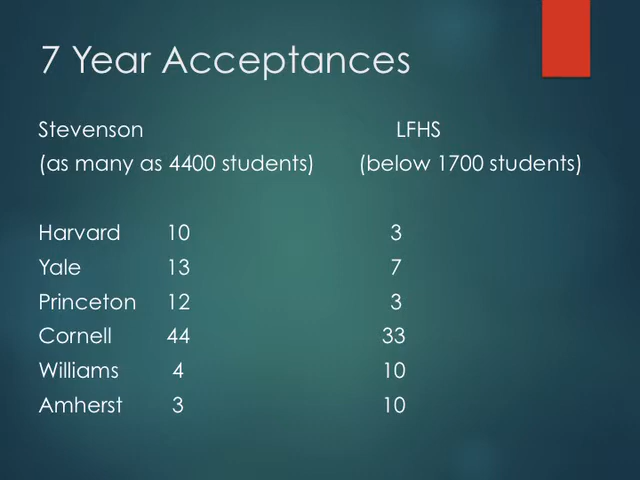 7 Year Acceptances
Stevenson LFHS
(as many as 4400 students) (below 1700 students)
Harvard 10 3
Yale 13 7
Princeton 12 3
Cornell 44 33
Williams 4 10
Amherst 3 10